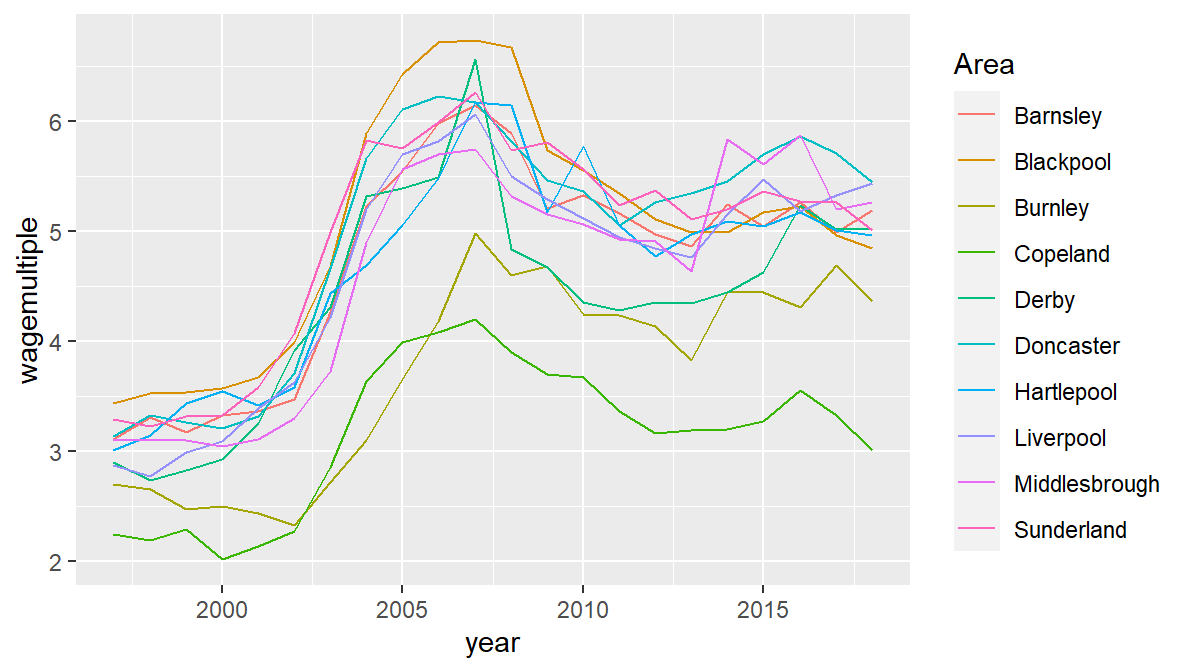 wagemultiple
6
5
4
3
2
2000 2005 2010 2015
year
Area
Barnsley
Blackpool
Burnley
Copeland
Derby
Doncaster
Hartlepool
Liverpool
Middlesbrough
Sunderland